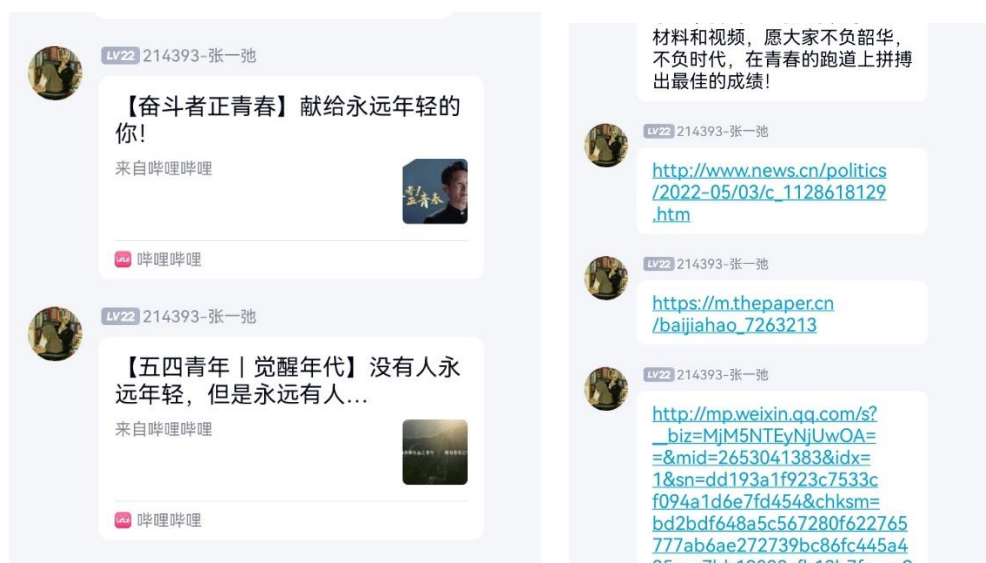 LV22 214393-张一弛
【奋斗者正青春】献给永远年轻的
你!
来自哔哩哔哩
哔哩哔哩
LV22 214393-张一弛
【五四青年丨觉醒年代】没有人永
远年轻，但是永远有人...
来自哔哩哔哩
哔哩哔哩
材料和视频，愿大家不负韶华，
不负时代，在青春的跑道上拼搏
出最佳的成绩!
LV22 214393-张一弛
http://www.news.cn/politics
/2022-05/03/c_1128618129
.htm
LV22 214393-张一弛
https://m.thepaper.cn
/baijiahao_7263213
LV22 214393-张一弛
http://mp.weixin.qq.com/s?
__biz=MjM5NTEyNjUwOA=
=&mid=2653041383&idx=
1&sn=dd193a1f923c7533c
f094a1d6e7fd454&chksm=
bd2bdf648a5c567280f622765
777ab6ae272739bc86fc445a4